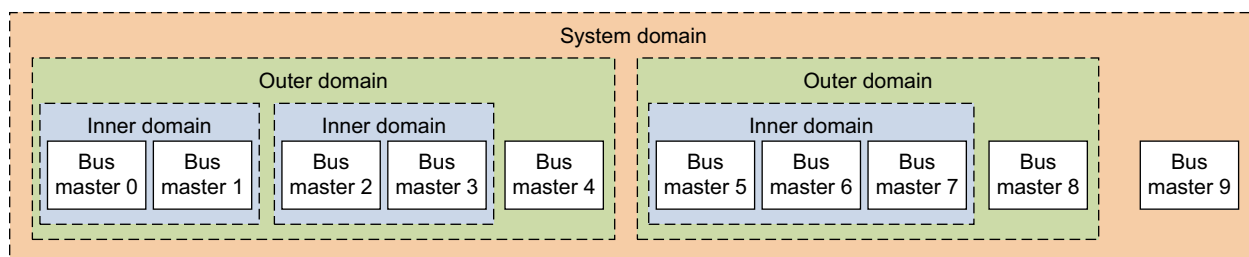 System domain
Outer domain
Outer domain
Inner domain
Inner domain
Inner domain
Bus
master 0
Bus
master 1
Bus
master 2
Bus
master 3
Bus
master 4
Bus
master 5
Bus
master 6
Bus
master 7
Bus
master 8
Bus
master 9